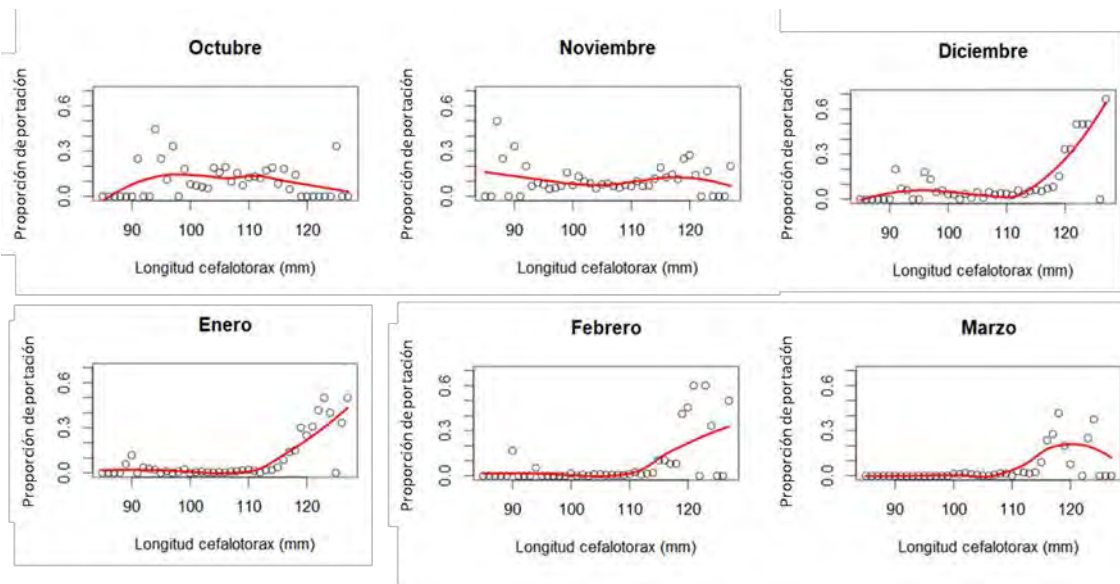 Octubre
Proporción de portación
0.6
0.3
0.0
90 100 110 120
Longitud cefalotorax (mm)
Noviembre
Proporción de portación
0.6
0.3
0.0
90 100 110 120
Longitud cefalotorax (mm)
Diciembre
Proporción de portación
0.6
0.3
0.0
90 100 110 120
Longitud cefalotorax (mm)
Enero
Proporción de portación
0.6
0.3
0.0
90 100 110 120
Longitud cefalotorax (mm)
Febrero
Proporción de portación
0.6
0.3
0.0
90 100 110 120
Longitud cefalotorax (mm)
Marzo
Proporción de portación
0.6
0.3
0.0
90 100 110 120
Longitud cefalotorax (mm)